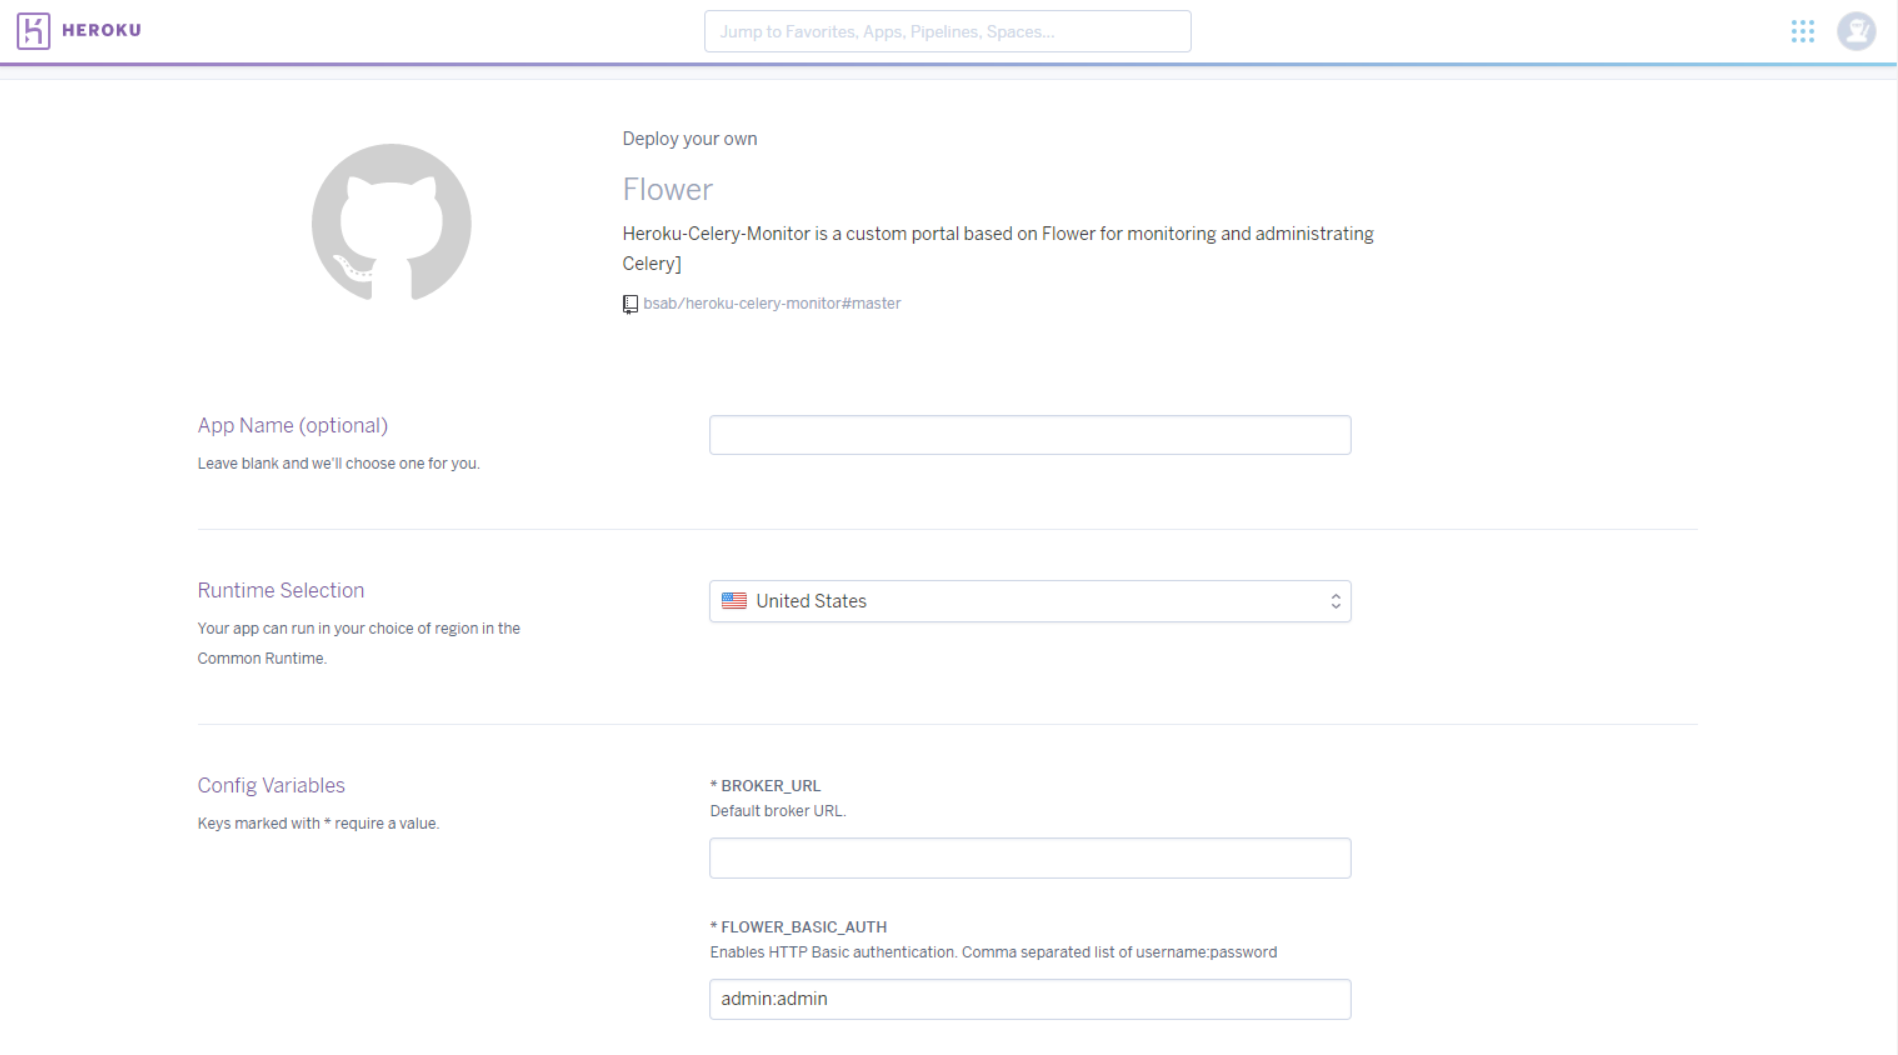 HEROKU
Jump to Favorites, Apps, Pipelines, Spaces...
Deploy your own
Flower
Heroku-Celery-Monitor is a custom portal based on Flower for monitoring and administrating
Celery]
bsab/heroku-celery-monitor#master
App Name (optional)
Leave blank and we'll choose one for you.
Runtime Selection
United States
Your app can run in your choice of region in the
Common Runtime.
Config Variables
Keys marked with * require a value.
* BROKER_URL
Default broker URL.
* FLOWER_BASIC_AUTH
Enables HTTP Basic authentication. Comma separated list of username:password
admin:admin